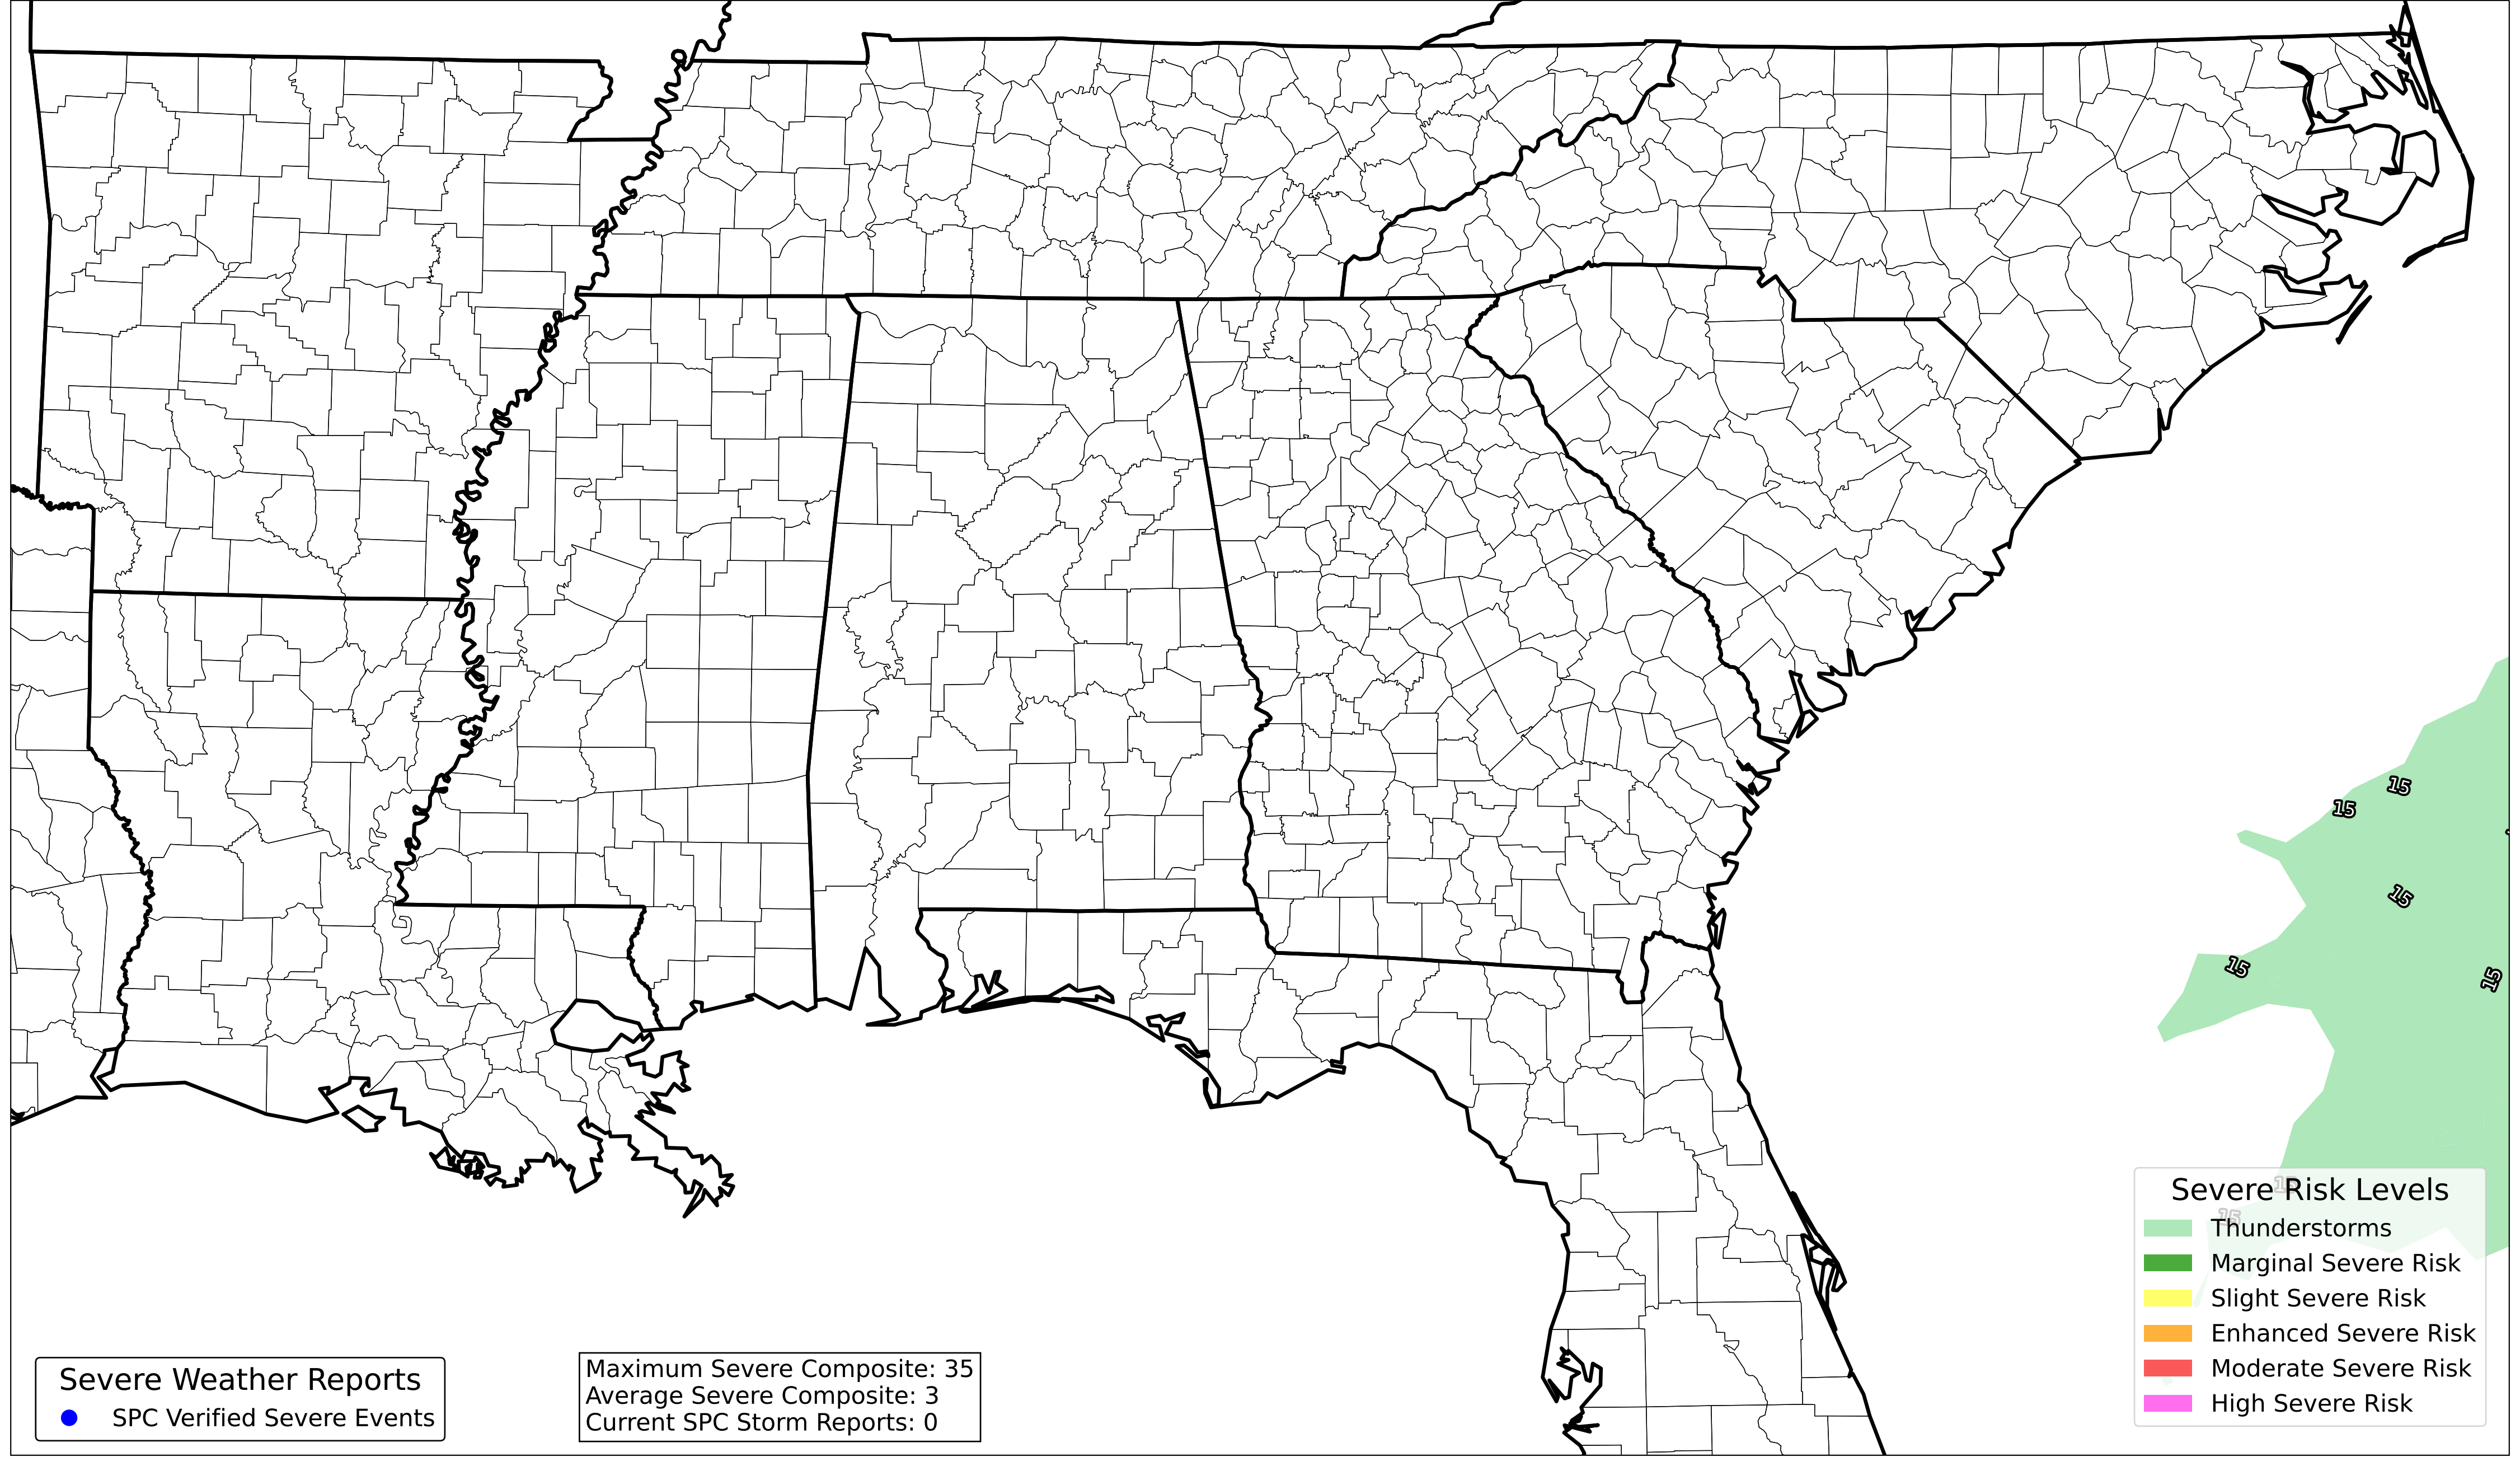 15
15
15
15
15
15
15
Severe Risk Levels
Thunderstorms
Marginal Severe Risk
Slight Severe Risk
Enhanced Severe Risk
Moderate Severe Risk
High Severe Risk
Severe Weather Reports
SPC Verified Severe Events
Maximum Severe Composite: 35
Average Severe Composite: 3
Current SPC Storm Reports: 0